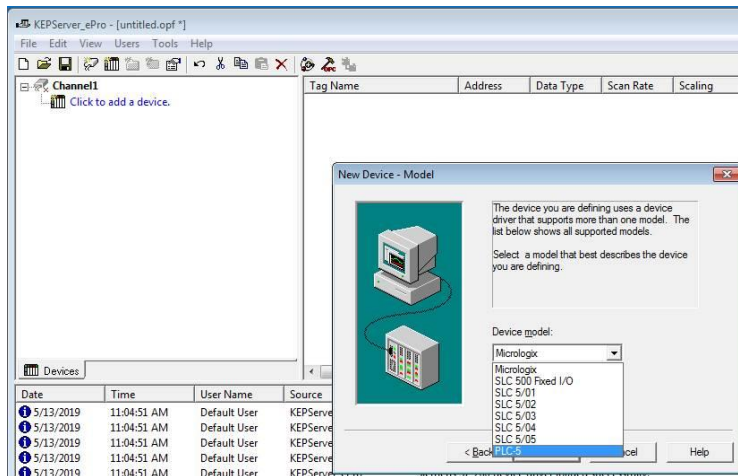 KEPServer_ePro - [untitled.opf *]
File Edit View Users Tools Help
Channel1
Click to add a device.
Tag Name Address Data Type Scan Rate Scaling
New Device - Model
The device you are defining uses a device
driver that supports more than one model. The
list below shows all supported models.
Select a model that best describes the device
you are defining.
Device model:
Micrologix
Micrologix
SLC 500 Fixed I/O
SLC 5/01
SLC 5/02
SLC 5/03
SLC 5/04
SLC 5/05
PLC-5
< Back
Help
Devices
Date Time User Name Source
5/13/2019 11:04:51 AM Default User KEPServe
5/13/2019 11:04:51 AM Default User KEPServe
5/13/2019 11:04:51 AM Default User KEPServe
5/13/2019 11:04:51 AM Default User KEPServe
5/13/2019 11:04:51 AM Default User